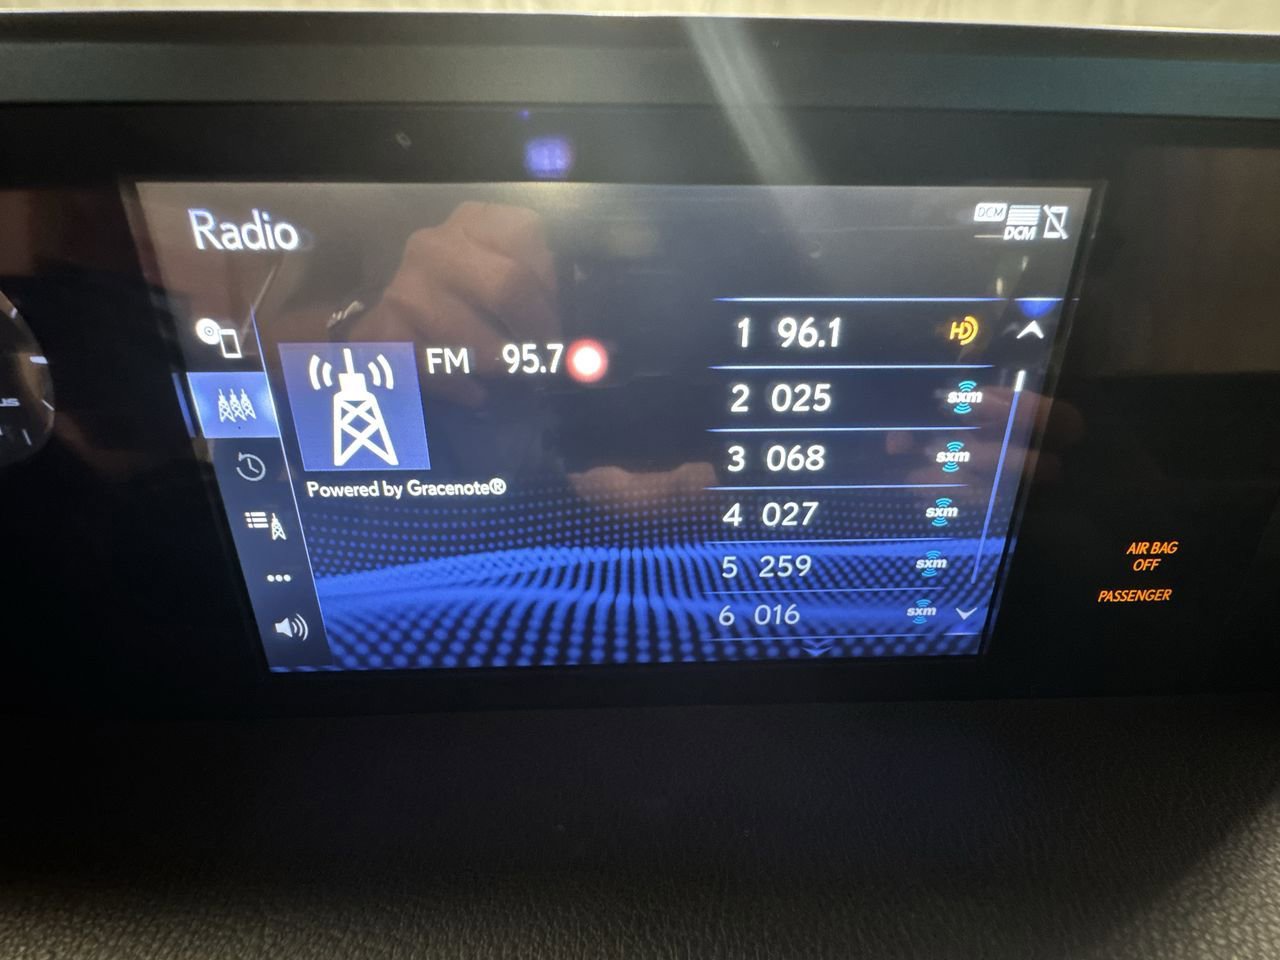 Radio
DCM
DCM
FM 95.7
Powered by Gracenote®
1 96.1 HD
2 025 sxm
3 068 sxm
4 027 sxm
5 259 sxm
6 016 sxm
AIR BAG
OFF
PASSENGER